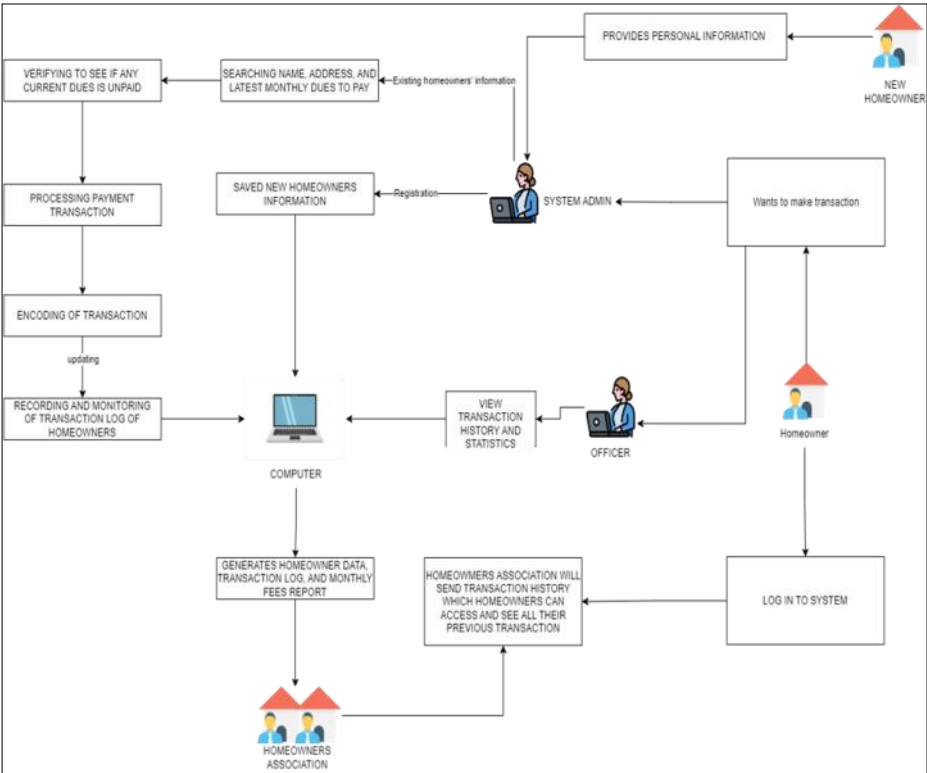 PROVIDES PERSONAL INFORMATION
NEW
HOMEOWNER
VERIFYING TO SEE IF ANY
CURRENT DUES IS UNPAID
SEARCHING NAME, ADDRESS, AND
LATEST MONTHLY DUES TO PAY
Existing homeowners' information
PROCESSING PAYMENT
TRANSACTION
SAVED NEW HOMEOWNERS
INFORMATION
Registration
SYSTEM ADMIN
Wants to make transaction
ENCODING OF TRANSACTION
updating
RECORDING AND MONITORING
OF TRANSACTION LOG OF
HOMEOWNERS
COMPUTER
VIEW
TRANSACTION
HISTORY AND
STATISTICS
OFFICER
Homeowner
GENERATES HOMEOWNER DATA,
TRANSACTION LOG, AND MONTHLY
FEES REPORT
HOMEOWMERS ASSOCIATION WILL
SEND TRANSACTION HISTORY
WHICH HOMEOWNERS CAN
ACCESS AND SEE ALL THEIR
PREVIOUS TRANSACTION
LOG IN TO SYSTEM
HOMEOWNERS
ASSOCIATION